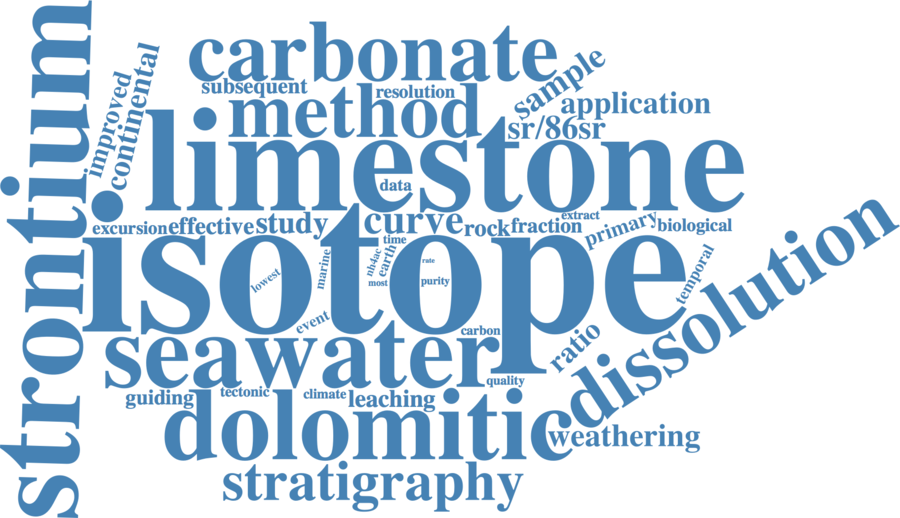 strontium
improved
continental
carbonate
subsequent
resolution
method
sample
application
sr/86sr
limestone
data
excursion
effective
study
curve
rock
fraction
extract
primary
biological
isotope
time
earth
nh4ac
most
rate
purity
lowest
marine
temporal
event
carbon
seawater
ratio
dissolution
quality
guiding
tectonic
climate
leaching
dolomitic
weathering
stratigraphy